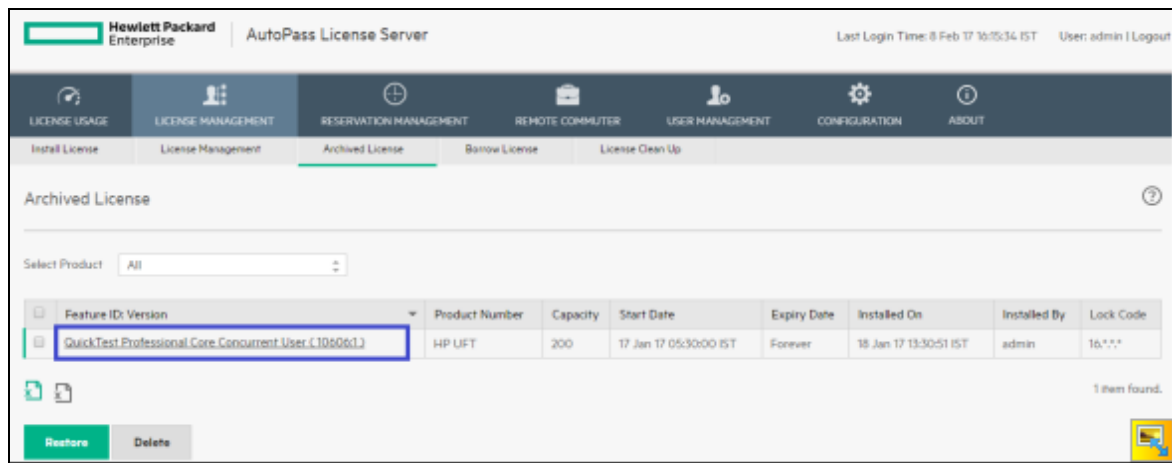 Hewlett Packard
Enterprise
AutoPass License Server
Last Login Time: 8 Feb 17 16:15:34 IST User: admin | Logout
LICENSE USAGE LICENSE MANAGEMENT RESERVATION MANAGEMENT REMOTE COMMUTER USER MANAGEMENT CONFIGURATION ABOUT
Install License License Management Archived License Borrow License License Clean Up
Archived License
Select Product All
Feature ID: Version Product Number Capacity Start Date Expiry Date Installed On Installed By Lock Code
QuickTest Professional Core Concurrent User ( 10606:1 ) HP UFT 200 17 Jan 17 05:30:00 IST Forever 18 Jan 17 13:30:51 IST admin 16.*.*.*
1 item found.
Restore Delete